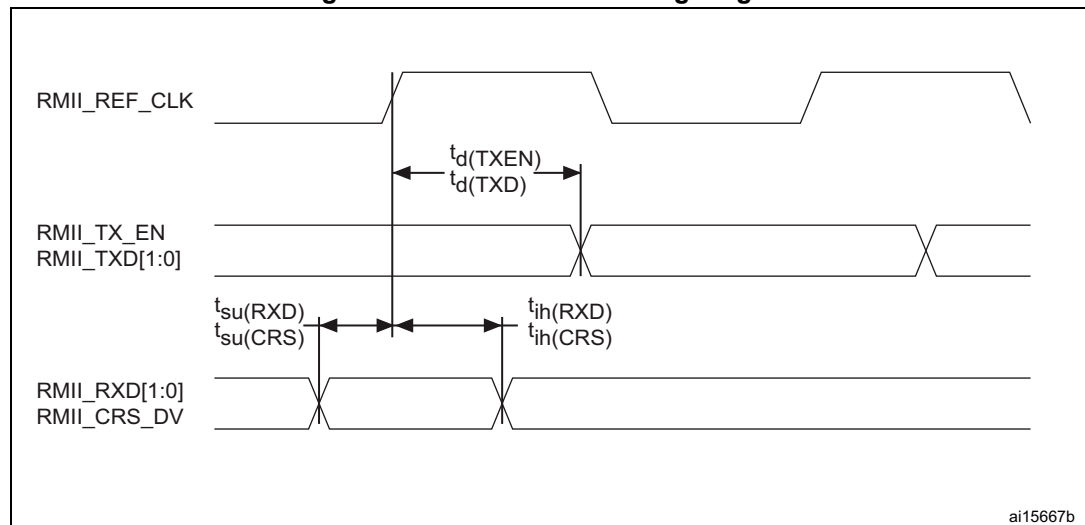 RMII_REF_CLK
td(TXEN)
td(TXD)
RMII_TX_EN
RMII_TXD[1:0]
tsu(RXD)
tsu(CRS)
tih(RXD)
tih(CRS)
RMII_RXD[1:0]
RMII_CRS_DV
ai15667b